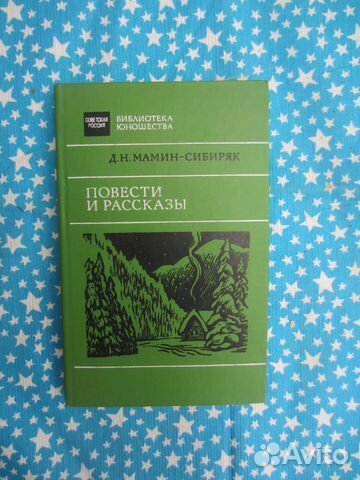 СОВЕТСКАЯ
РОССИЯ
БИБЛИОТЕКА
ЮНОШЕСТВА
Д.Н.МАМИН-СИБИРЯК
ПОВЕСТИ
И РАССКАЗЫ
Avito